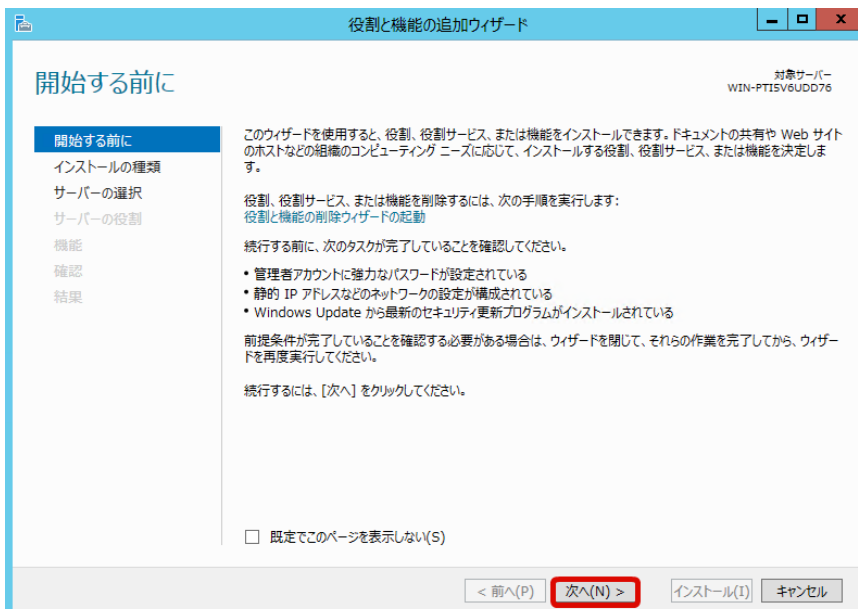 役割と機能の追加ウィザード
開始する前に
対象サーバー
WIN-PTI5V6UDD76
開始する前に
インストールの種類
サーバーの選択
サーバーの役割
機能
確認
結果
このウィザードを使用すると、役割、役割サービス、または機能をインストールできます。ドキュメントの共有や Web サイト
のホストなどの組織のコンピューティング ニーズに応じて、インストールする役割、役割サービス、または機能を決定しま
す。
役割、役割サービス、または機能を削除するには、次の手順を実行します:
役割と機能の削除ウィザードの起動
続行する前に、次のタスクが完了していることを確認してください。
• 管理者アカウントに強力なパスワードが設定されている
• 静的 IP アドレスなどのネットワークの設定が構成されている
• Windows Update から最新のセキュリティ更新プログラムがインストールされている
前提条件が完了していることを確認する必要がある場合は、ウィザードを閉じて、それらの作業を完了してから、ウィザー
ドを再度実行してください。
続行するには、[次へ] をクリックしてください。
既定でこのページを表示しない(S)
< 前へ(P)
次へ(N) >
インストール(I)
キャンセル